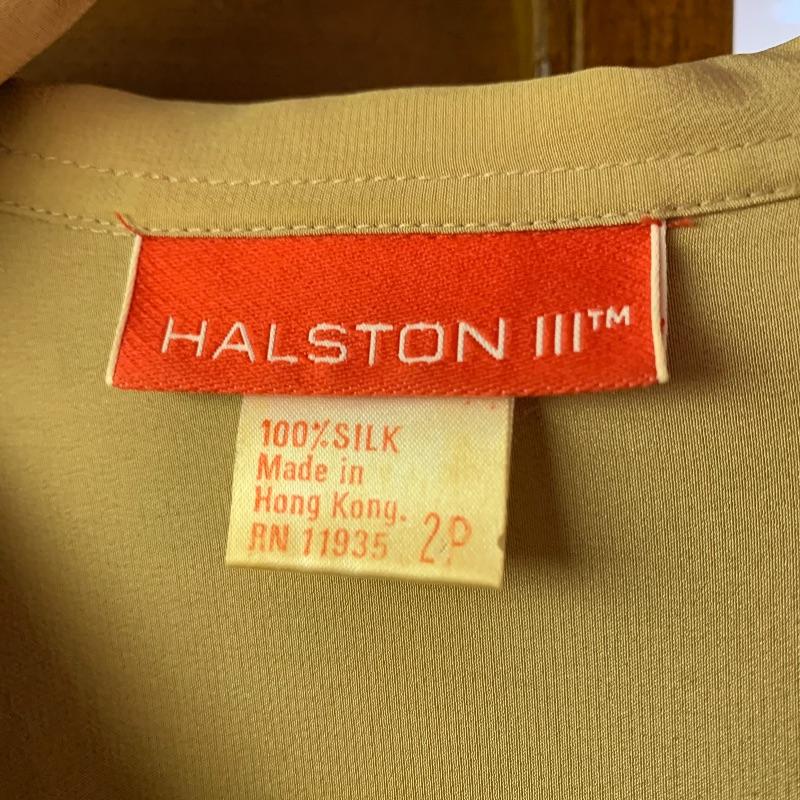 HALSTON III™
100% SILK
Made in
Hong Kong.
RN 11935 2P